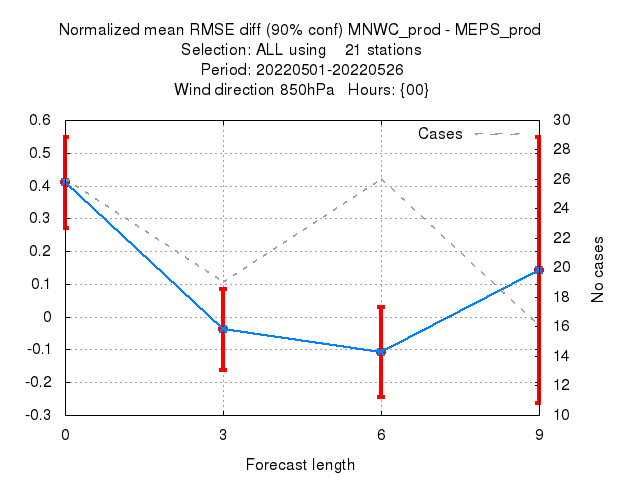 Normalized mean RMSE diff (90% conf) MNWC_prod - MEPS_prod
Selection: ALL using 21 stations
Period: 20220501-20220526
Wind direction 850hPa Hours: {00}
Cases
0.6
0.5
0.4
0.3
0.2
0.1
0
-0.1
-0.2
-0.3
30
28
26
24
22
20
18
16
14
12
10
No cases
0 3 6 9
Forecast length